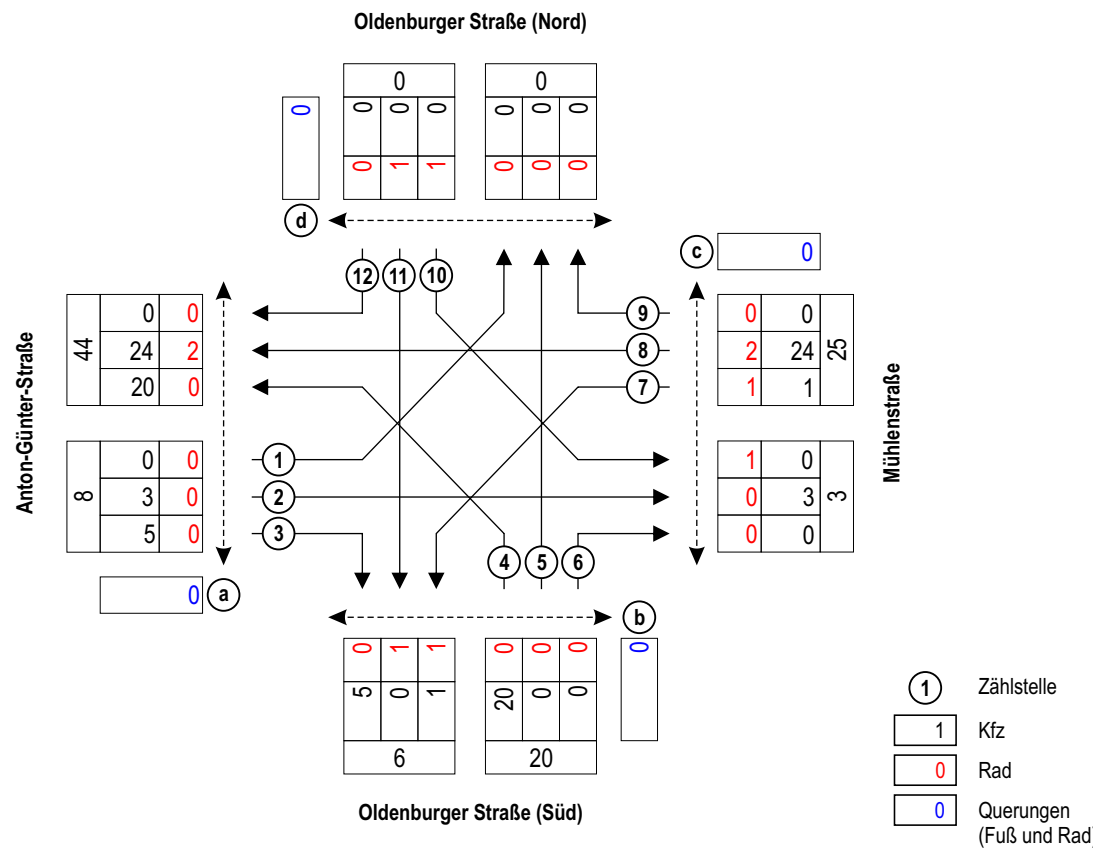 Oldenburger Straße (Nord)
0 0
0 0 0 0 0 0 0
0 1 1 0 0 0
d
c 0
12 11 10
Anton-Günter-Straße
44
0 0
24 2
20 0
9
8
7
0 0
2 24
1 1
25
Mühlenstraße
8
0 0
3 0
5 0
1
2
3
4 5 6
1 0
0 3
0 0
3
0 a
b
0 1 1 0 0 0 0
5 0 1 20 0 0
6 20
Oldenburger Straße (Süd)
1 Zählstelle
1 Kfz
0 Rad
0 Querungen
(Fuß und Rad)